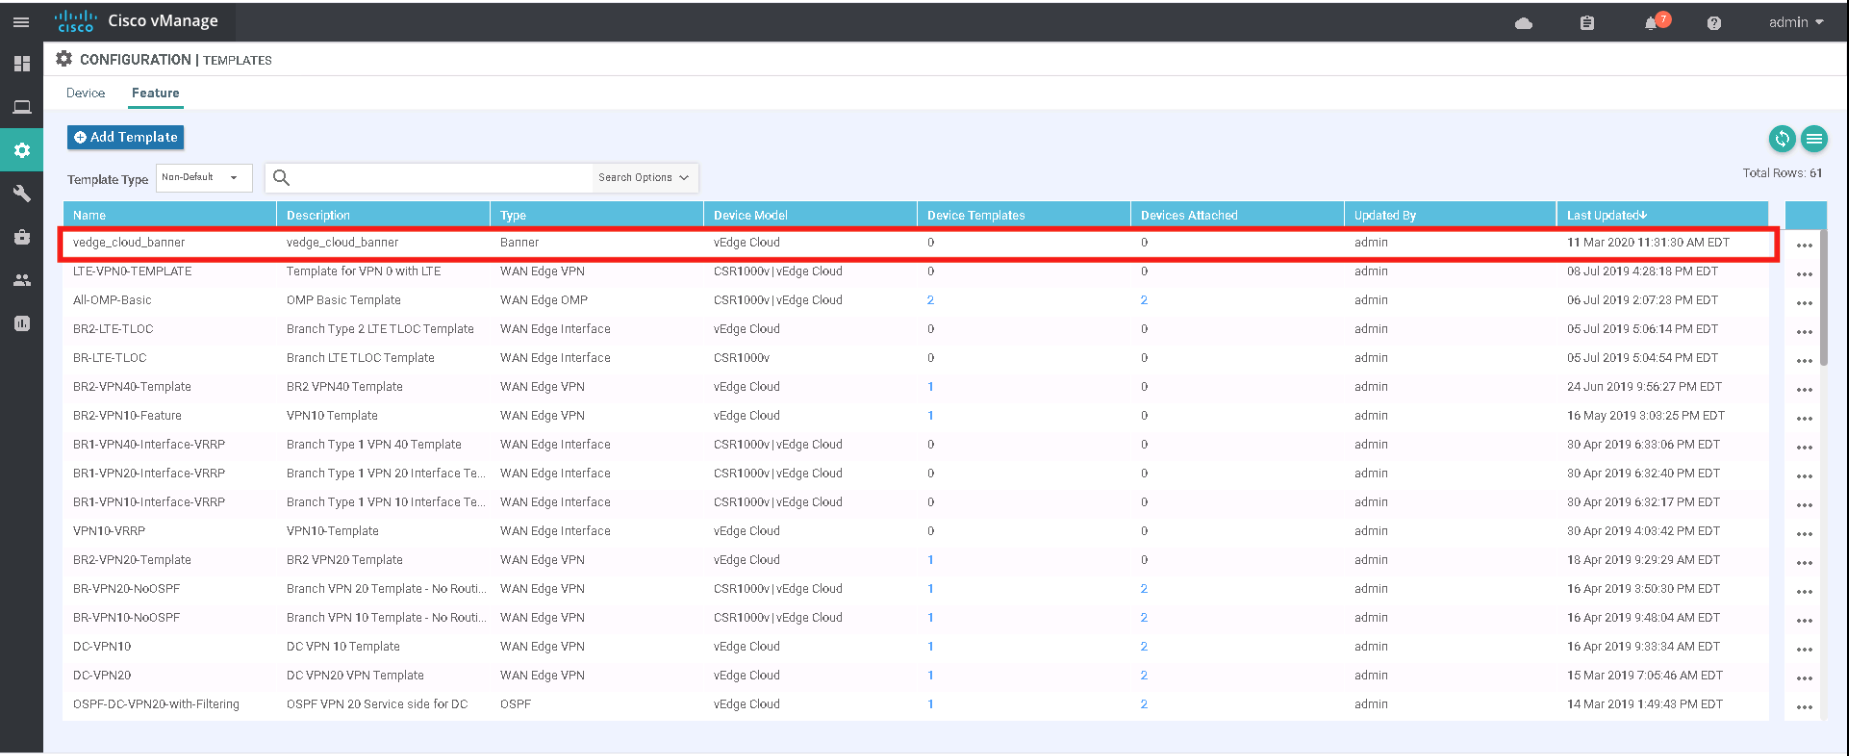 cisco Cisco vManage 7 admin
CONFIGURATION | TEMPLATES
Device Feature
Add Template
Template Type Non-Default Search Options Total Rows: 61
Name Description Type Device Model Device Templates Devices Attached Updated By Last Updated
vedge_cloud_banner vedge_cloud_banner Banner vEdge Cloud 0 0 admin 11 Mar 2020 11:31:30 AM EDT
LTE-VPN0-TEMPLATE Template for VPN 0 with LTE WAN Edge VPN CSR1000v|vEdge Cloud 0 0 admin 08 Jul 2019 4:28:18 PM EDT
All-OMP-Basic OMP Basic Template WAN Edge OMP CSR1000v|vEdge Cloud 2 2 admin 06 Jul 2019 2:07:23 PM EDT
BR2-LTE-TLOC Branch Type 2 LTE TLOC Template WAN Edge Interface vEdge Cloud 0 0 admin 05 Jul 2019 5:06:14 PM EDT
BR-LTE-TLOC Branch LTE TLOC Template WAN Edge Interface CSR1000v 0 0 admin 05 Jul 2019 5:04:54 PM EDT
BR2-VPN40-Template BR2 VPN40 Template WAN Edge VPN vEdge Cloud 1 0 admin 24 Jun 2019 9:56:27 PM EDT
BR2-VPN10-Feature VPN10 Template WAN Edge VPN vEdge Cloud 1 0 admin 16 May 2019 3:03:25 PM EDT
BR1-VPN40-Interface-VRRP Branch Type 1 VPN 40 Template WAN Edge Interface CSR1000v|vEdge Cloud 0 0 admin 30 Apr 2019 6:33:06 PM EDT
BR1-VPN20-Interface-VRRP Branch Type 1 VPN 20 Interface Te... WAN Edge Interface CSR1000v|vEdge Cloud 0 0 admin 30 Apr 2019 6:32:40 PM EDT
BR1-VPN10-Interface-VRRP Branch Type 1 VPN 10 Interface Te... WAN Edge Interface CSR1000v|vEdge Cloud 0 0 admin 30 Apr 2019 6:32:17 PM EDT
VPN10-VRRP VPN10-Template WAN Edge Interface vEdge Cloud 0 0 admin 30 Apr 2019 4:03:42 PM EDT
BR2-VPN20-Template BR2 VPN20 Template WAN Edge VPN vEdge Cloud 1 0 admin 18 Apr 2019 9:29:29 AM EDT
BR-VPN20-NoOSPF Branch VPN 20 Template - No Routi... WAN Edge VPN CSR1000v|vEdge Cloud 1 2 admin 16 Apr 2019 3:50:30 PM EDT
BR-VPN10-NoOSPF Branch VPN 10 Template - No Routi... WAN Edge VPN CSR1000v|vEdge Cloud 1 2 admin 16 Apr 2019 9:48:04 AM EDT
DC-VPN10 DC VPN 10 Template WAN Edge VPN vEdge Cloud 1 2 admin 16 Apr 2019 9:33:34 AM EDT
DC-VPN20 DC VPN20 VPN Template WAN Edge VPN vEdge Cloud 1 2 admin 15 Mar 2019 7:05:46 AM EDT
OSPF-DC-VPN20-with-Filtering OSPF VPN 20 Service side for DC OSPF vEdge Cloud 1 2 admin 14 Mar 2019 1:49:43 PM EDT